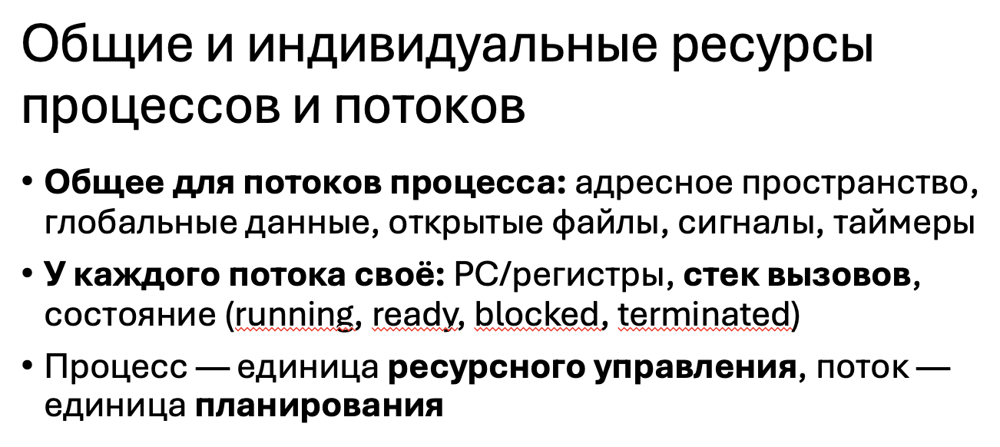 Общие и индивидуальные ресурсы
процессов и потоков
• Общее для потоков процесса: адресное пространство,
глобальные данные, открытые файлы, сигналы, таймеры
• У каждого потока своё: PC/регистры, стек вызовов,
состояние (running, ready, blocked, terminated)
• Процесс — единица ресурсного управления, поток —
единица планирования